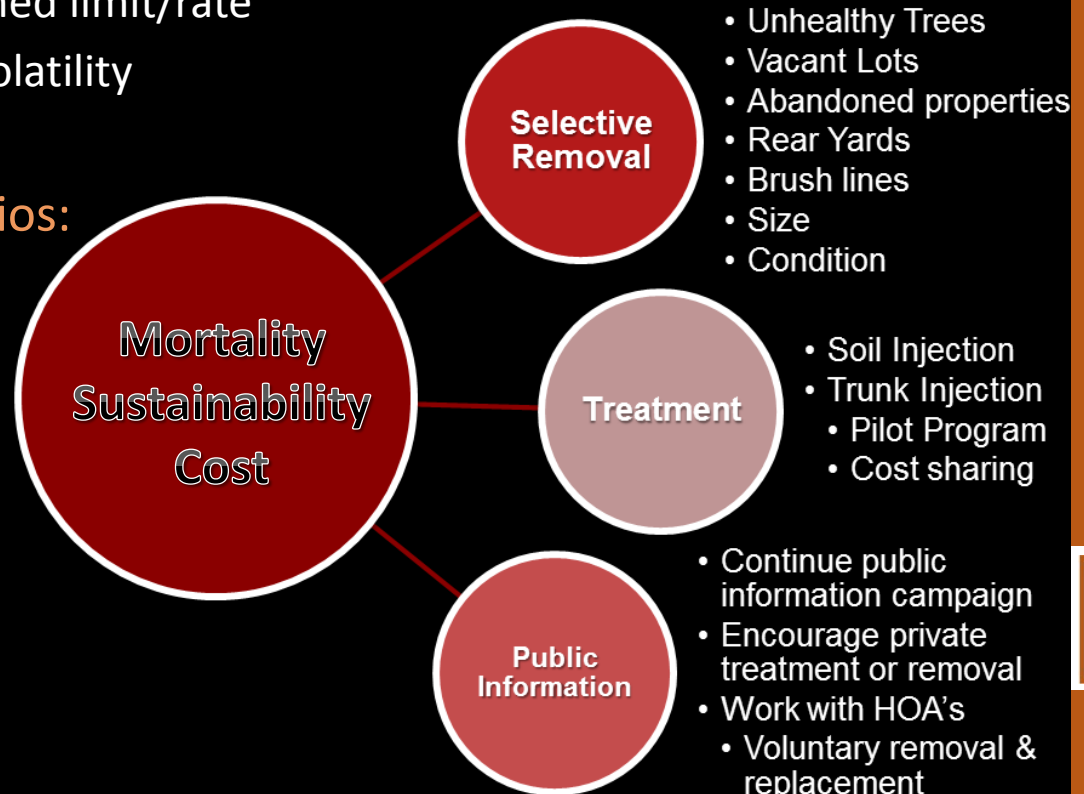 limit/rate
ios:
Mortality
Sustainability
Cost
Selective
Removal
• Unhealthy Trees
• Vacant Lots
• Abandoned properties
• Rear Yards
• Brush lines
• Size
• Condition
Treatment
• Soil Injection
• Trunk Injection
• Pilot Program
• Cost sharing
Public
Information
• Continue public
information campaign
• Encourage private
treatment or removal
• Work with HOA's
• Voluntary removal &
replacement